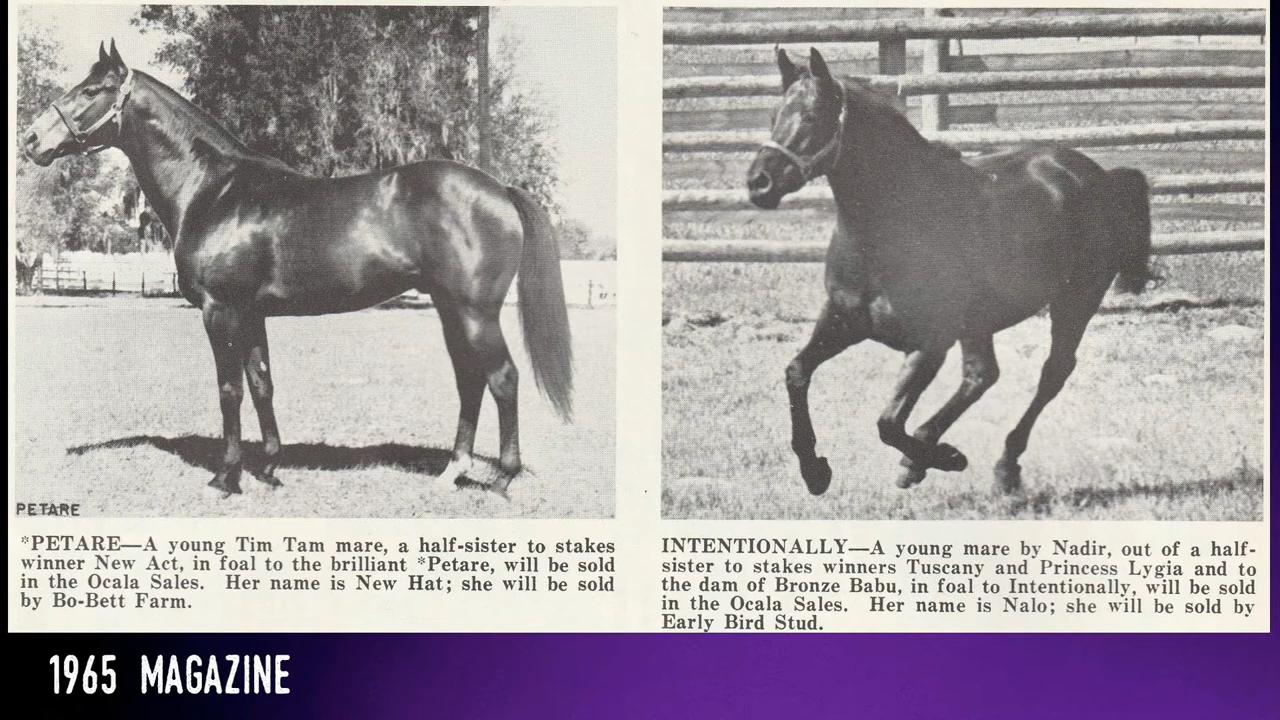 PETARE
*PETARE—A young Tim Tam mare, a half-sister to stakes
winner New Act, in foal to the brilliant *Petare, will be sold
in the Ocala Sales. Her name is New Hat; she will be sold
by Bo-Bett Farm.
INTENTIONALLY—A young mare by Nadir, out of a half-
sister to stakes winners Tuscany and Princess Lygia and to
the dam of Bronze Babu, in foal to Intentionally, will be sold
in the Ocala Sales. Her name is Nalo; she will be sold by
Early Bird Stud.
1965 MAGAZINE